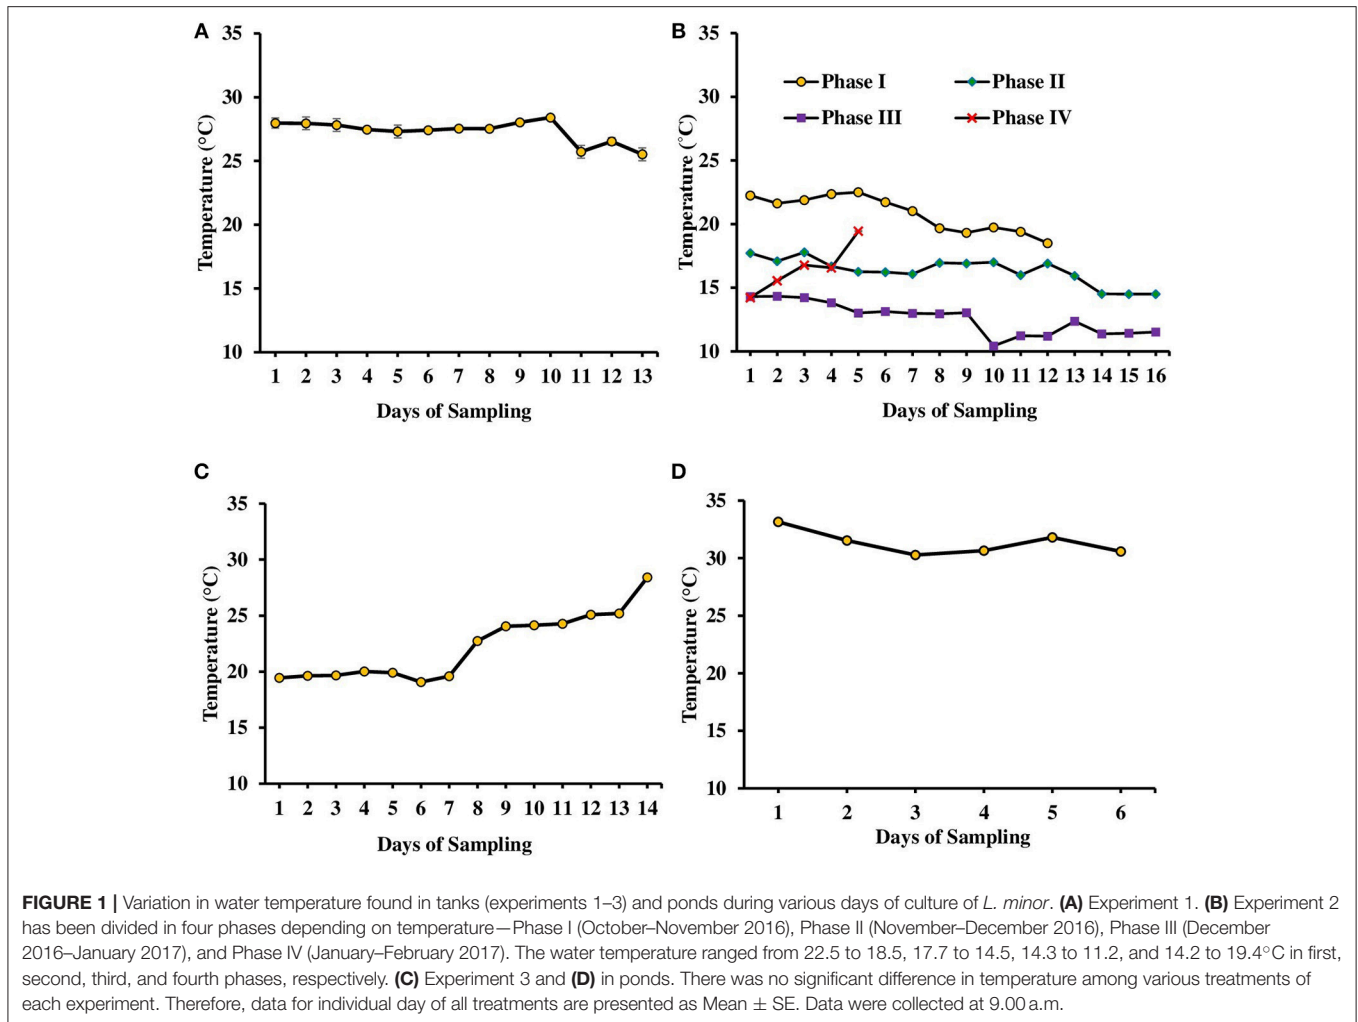 A
35
30
25
20
15
10
Temperature (°C)
1 2 3 4 5 6 7 8 9 10 11 12 13
Days of Sampling
B
35
30
25
20
15
10
Temperature (°C)
Phase I
Phase II
Phase III
Phase IV
1 2 3 4 5 6 7 8 9 10 11 12 13 14 15 16
Days of Sampling
C
35
30
25
20
15
10
Temperature (°C)
1 2 3 4 5 6 7 8 9 10 11 12 13 14
Days of Sampling
D
35
30
25
20
15
10
Temperature (°C)
1 2 3 4 5 6
Days of Sampling
FIGURE 1 | Variation in water temperature found in tanks (experiments 1–3) and ponds during various days of culture of L. minor. (A) Experiment 1. (B) Experiment 2
has been divided in four phases depending on temperature—Phase I (October–November 2016), Phase II (November–December 2016), Phase III (December
2016–January 2017), and Phase IV (January–February 2017). The water temperature ranged from 22.5 to 18.5, 17.7 to 14.5, 14.3 to 11.2, and 14.2 to 19.4°C in first,
second, third, and fourth phases, respectively. (C) Experiment 3 and (D) in ponds. There was no significant difference in temperature among various treatments of
each experiment. Therefore, data for individual day of all treatments are presented as Mean ± SE. Data were collected at 9.00 a.m.